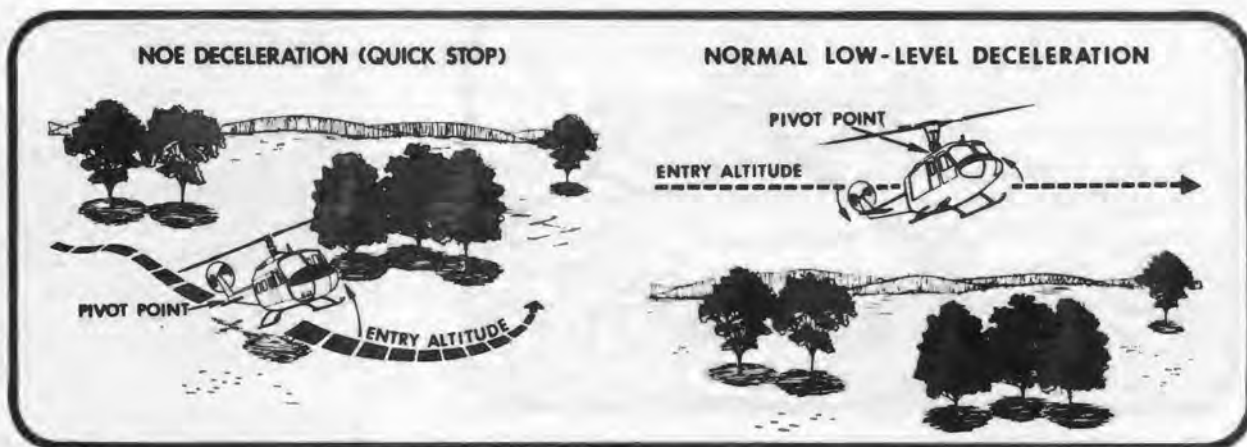 NOE DECELERATION (QUICK STOP)
PIVOT POINT
ENTRY ALTITUDE
NORMAL LOW-LEVEL DECELERATION
PIVOT POINT
ENTRY ALTITUDE